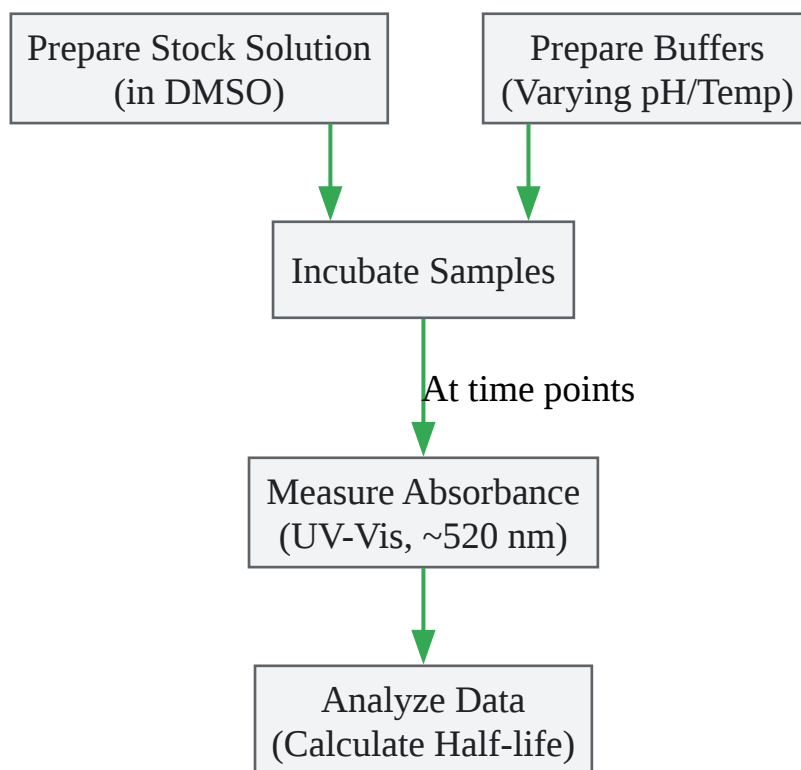 Prepare Stock Solution
(in DMSO)
Prepare Buffers
(Varying pH/Temp)
Incubate Samples
At time points
Measure Absorbance
(UV-Vis, ~520 nm)
Analyze Data
(Calculate Half-life)